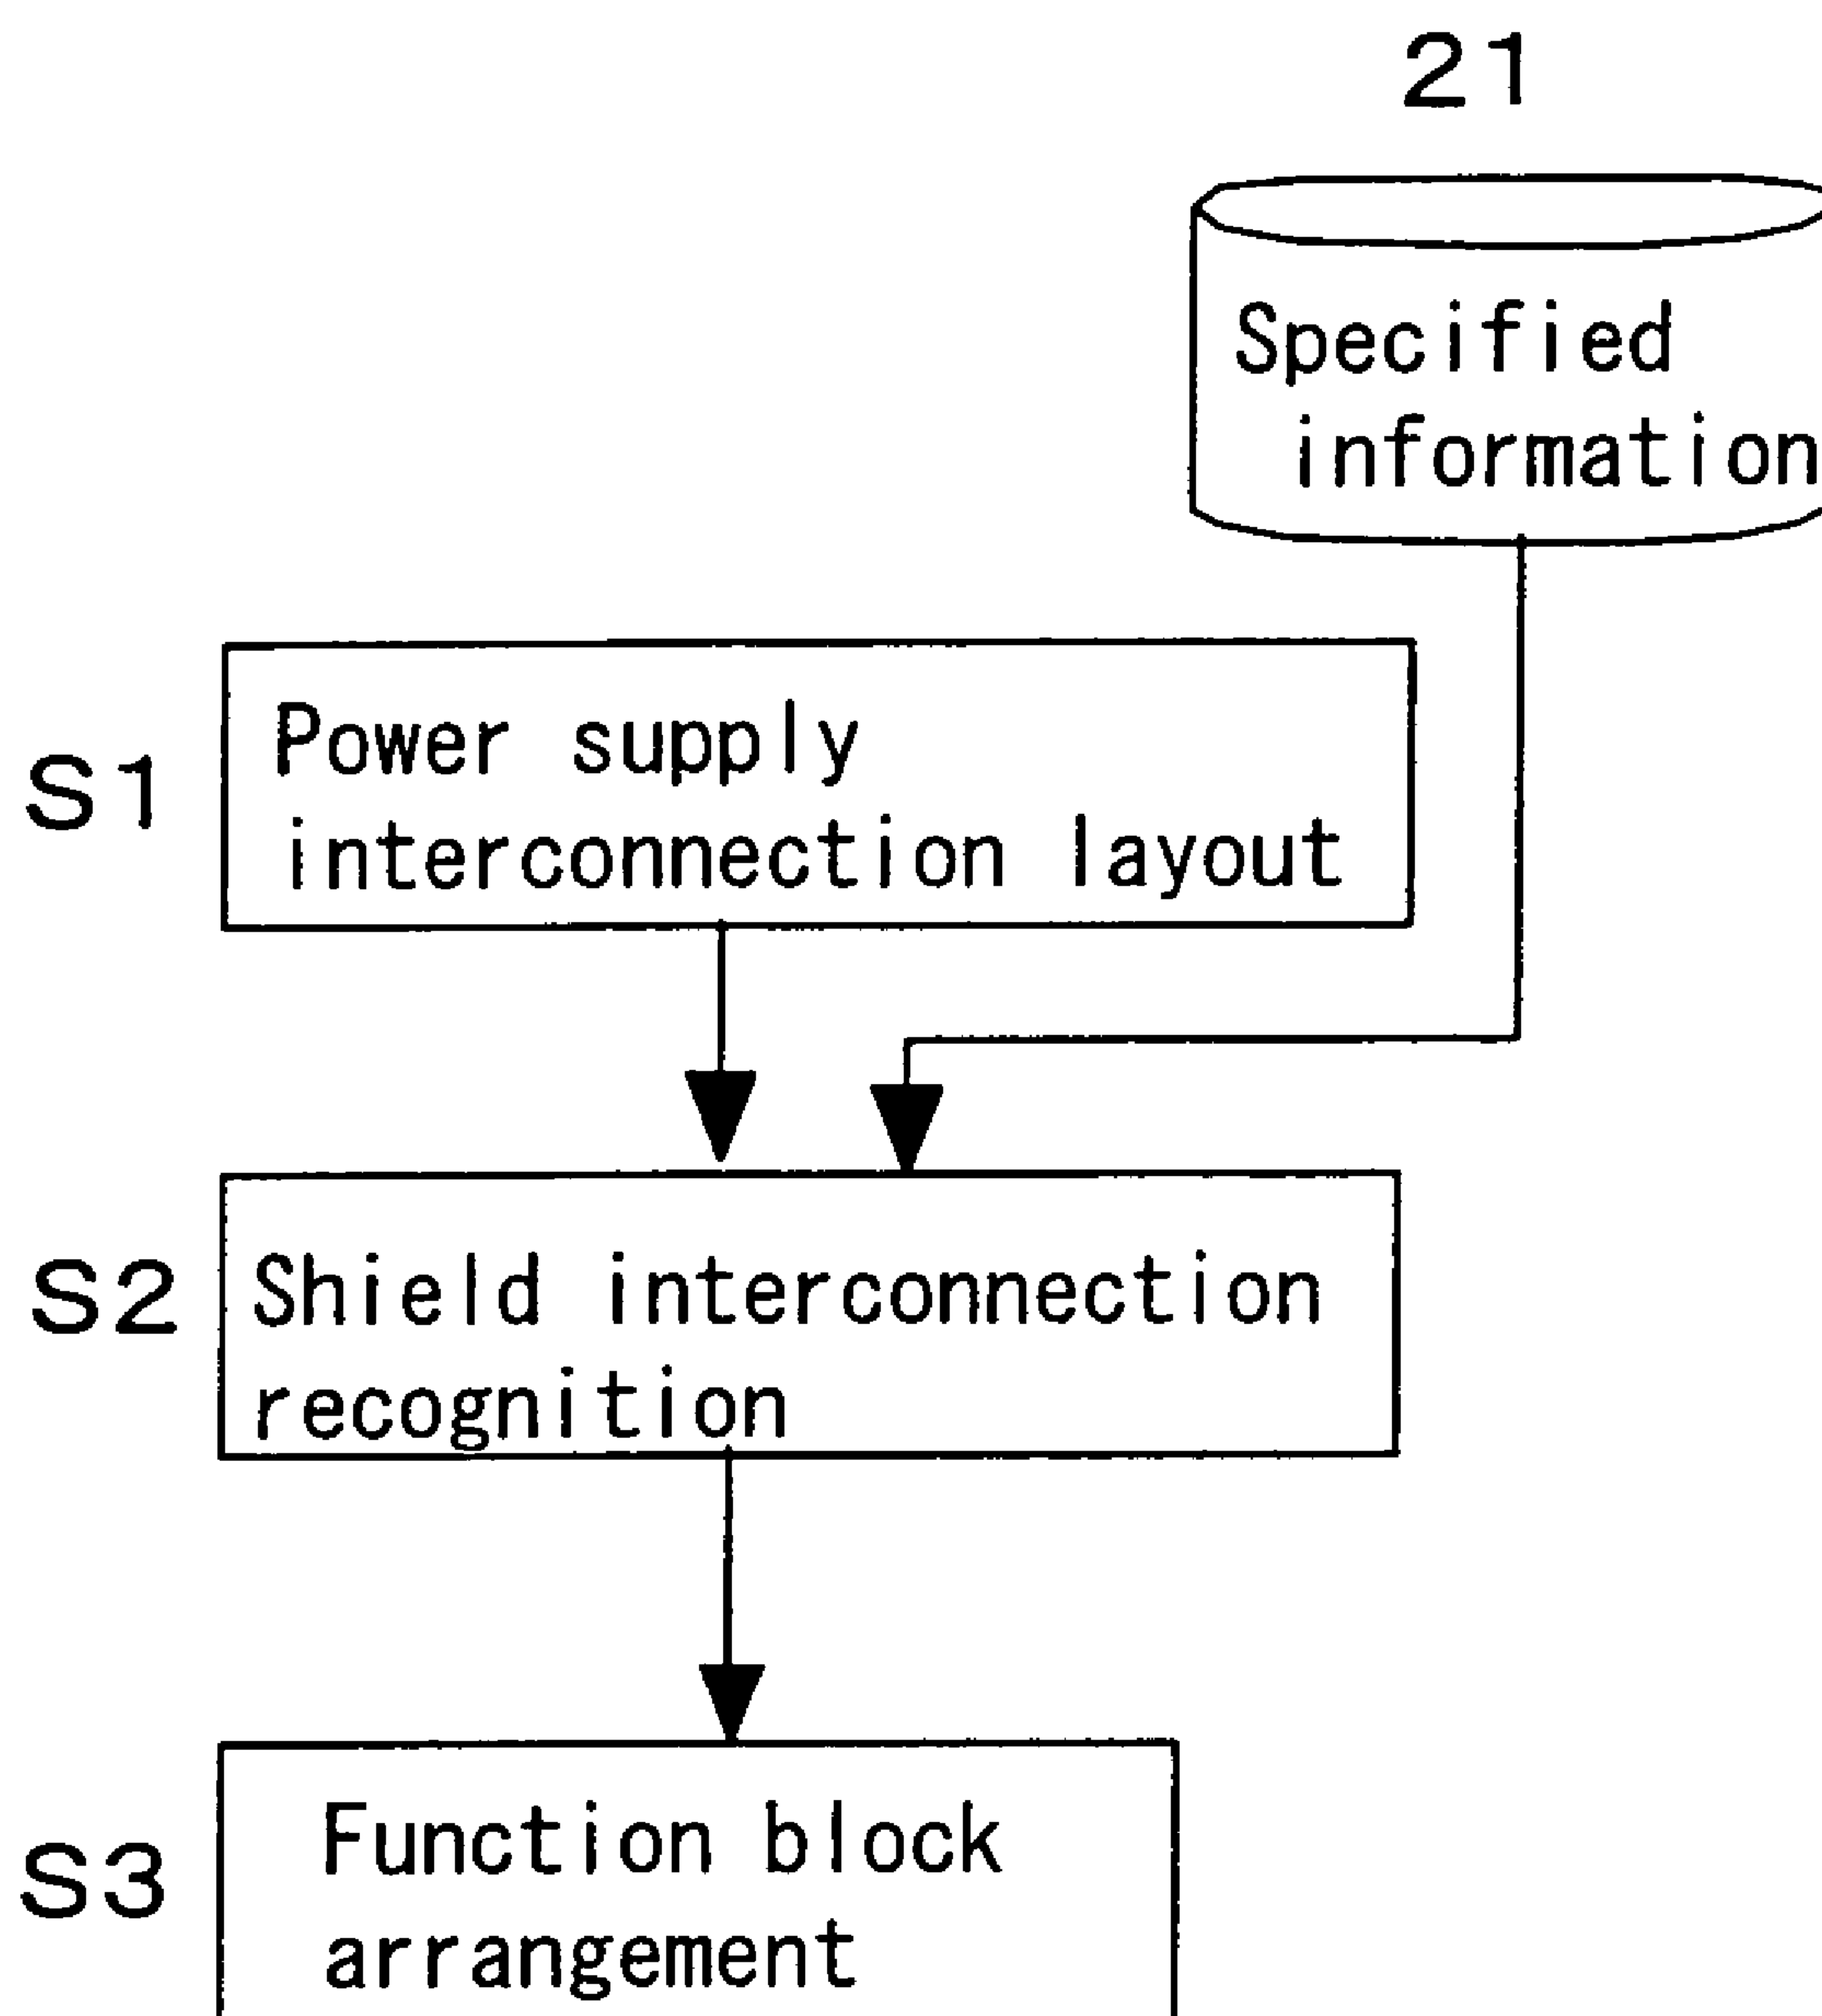 21
Specified
information
S1
Power supply
interconnection layout
S2
Shield interconnection
recognition
S3
Function block
arrangement